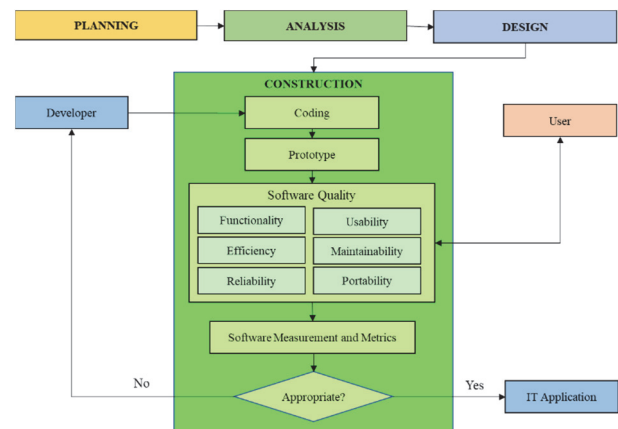 PLANNING
ANALYSIS
DESIGN
CONSTRUCTION
Developer
Coding
User
Prototype
Software Quality
Functionality
Usability
Efficiency
Maintainability
Reliability
Portability
Software Measurement and Metrics
No
Appropriate?
Yes
IT Application